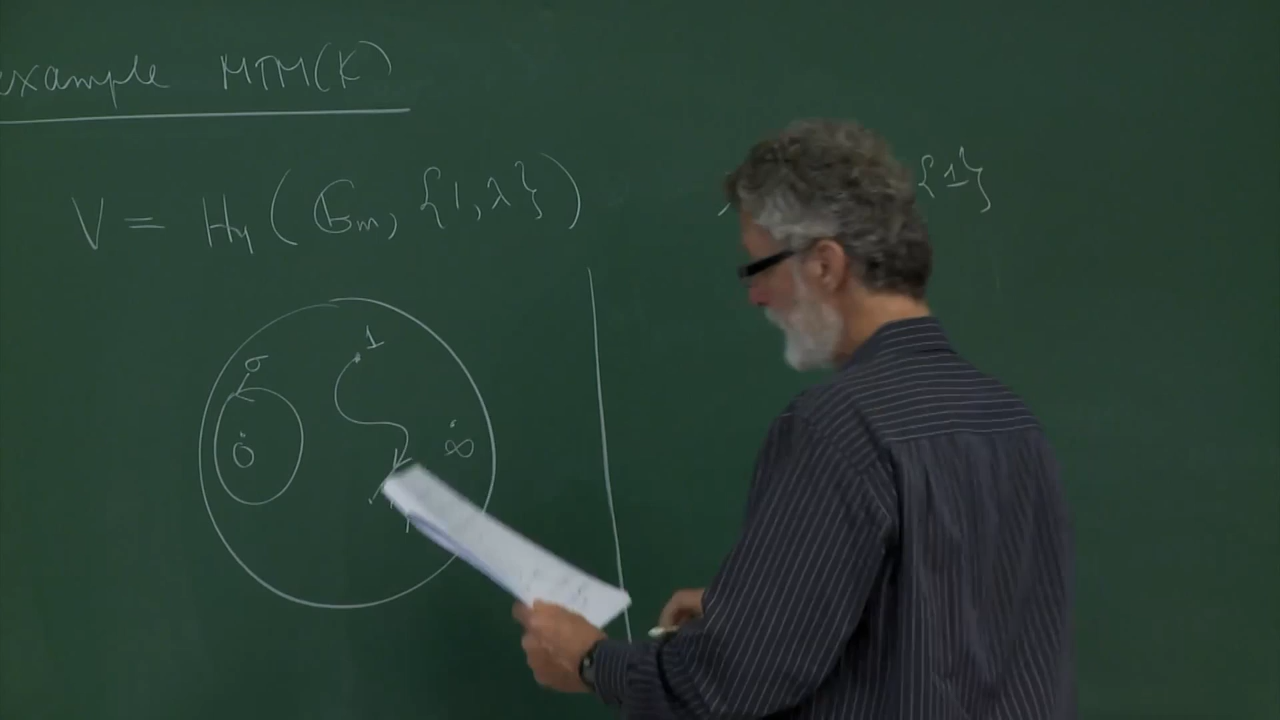 example MTM(K)
V = H₁(𝔾ₘ, {1, λ})
{1}
σ
1
0
∞